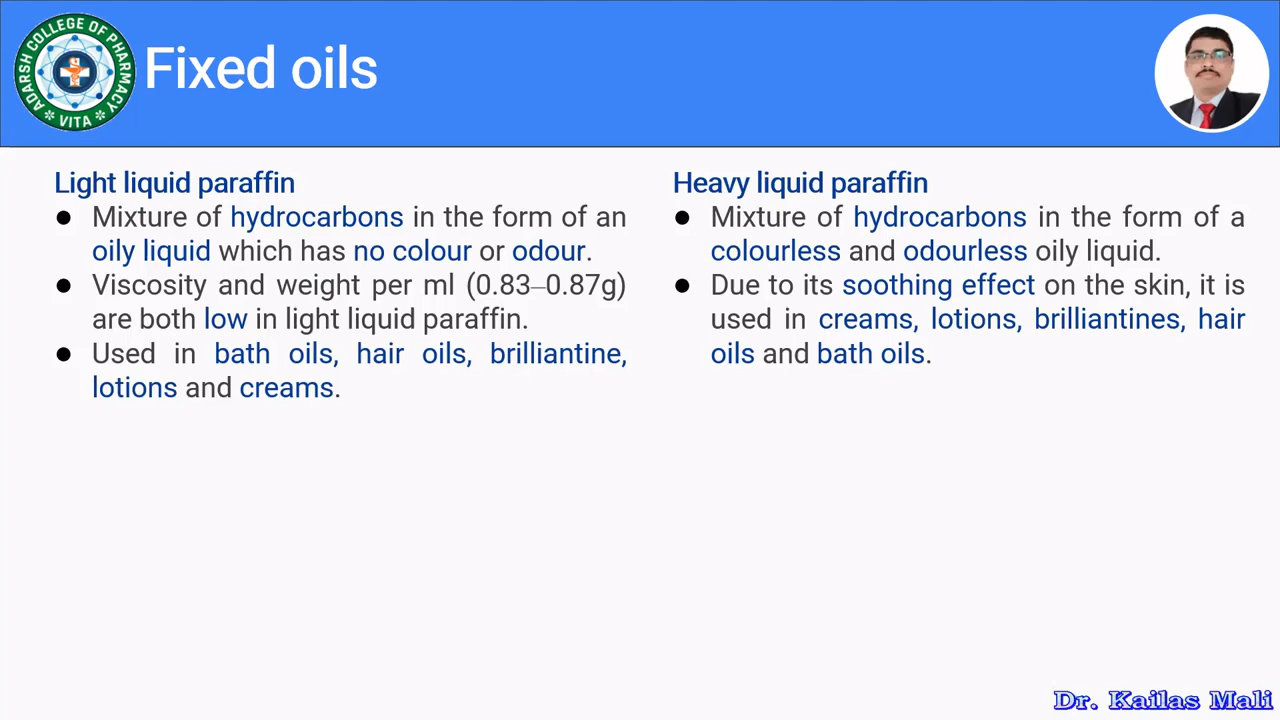 ADARSH COLLEGE OF PHARMACY
VITA
Fixed oils
Light liquid paraffin
● Mixture of hydrocarbons in the form of an
oily liquid which has no colour or odour.
● Viscosity and weight per ml (0.83–0.87g)
are both low in light liquid paraffin.
● Used in bath oils, hair oils, brilliantine,
lotions and creams.
Heavy liquid paraffin
● Mixture of hydrocarbons in the form of a
colourless and odourless oily liquid.
● Due to its soothing effect on the skin, it is
used in creams, lotions, brilliantines, hair
oils and bath oils.
Dr. Kailas Mali